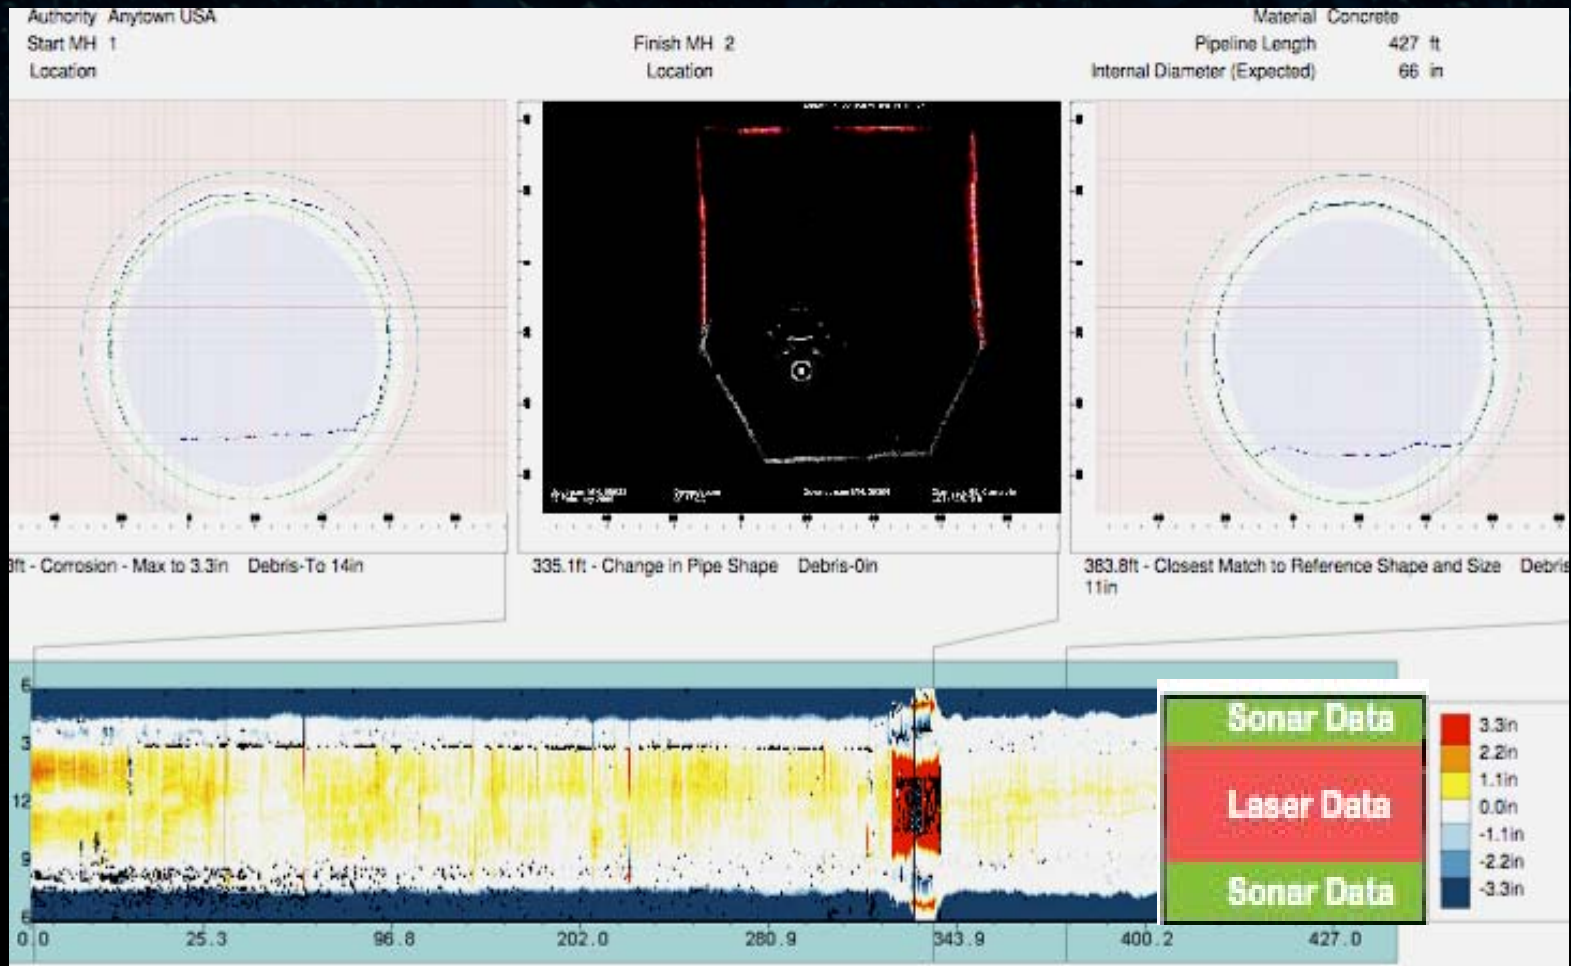 Authority Anytown USA
Start MH 1
Location
Finish MH 2
Location
Material Concrete
Pipeline Length 427 ft
Internal Diameter (Expected) 66 in
ft - Corrosion - Max to 3.3in Debris-To 14in
335.1ft - Change in Pipe Shape Debris-0in
383.8ft - Closest Match to Reference Shape and Size Debris
11in
6
3
12
9
6
Sonar Data
Laser Data
Sonar Data
3.3in
2.2in
1.1in
0.0in
-1.1in
-2.2in
-3.3in
0.0 25.3 96.8 202.0 280.9 343.9 400.2 427.0